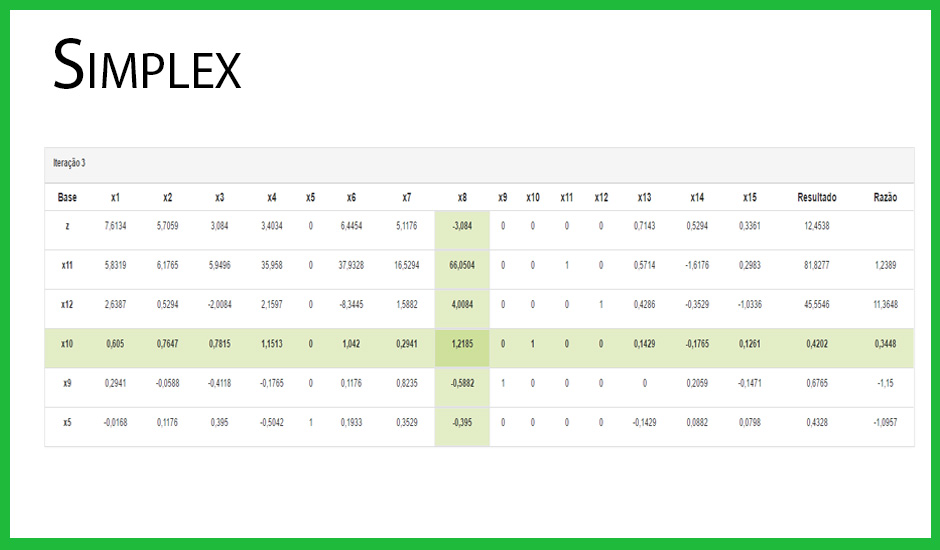 Simplex
Iteração 3
Base x1 x2 x3 x4 x5 x6 x7 x8 x9 x10 x11 x12 x13 x14 x15 Resultado Razão
z 7,6134 5,7059 3,084 3,4034 0 6,4454 5,1176 -3,084 0 0 0 0 0,7143 0,5294 0,3361 12,4538
x11 5,8319 6,1765 5,9496 35,958 0 37,9328 16,5294 66,0504 0 0 1 0 0,5714 -1,6176 0,2983 81,8277 1,2389
x12 2,6387 0,5294 -2,0084 2,1597 0 -8,3445 1,5882 4,0084 0 0 0 1 0,4286 -0,3529 -1,0336 45,5546 11,3648
x10 0,605 0,7647 0,7815 1,1513 0 1,042 0,2941 1,2185 0 1 0 0 0,1429 -0,1765 0,1261 0,4202 0,3448
x9 0,2941 -0,0588 -0,4118 -0,1765 0 0,1176 0,8235 -0,5882 1 0 0 0 0 0,2059 -0,1471 0,6765 -1,15
x5 -0,0168 0,1176 0,395 -0,5042 1 0,1933 0,3529 -0,395 0 0 0 0 -0,1429 0,0882 0,0798 0,4328 -1,0957